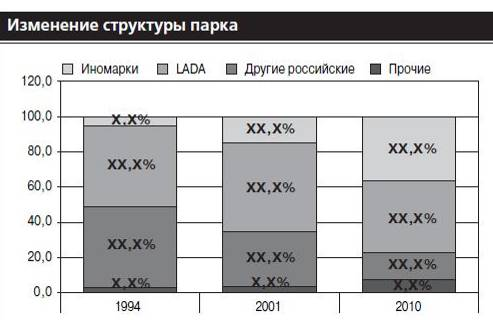 Изменение структуры парка
Иномарки LADA Другие российские Прочие
120,0
100,0
80,0
60,0
40,0
20,0
0,0
X,X% XX,X% XX,X%
XX,X% XX,X% XX,X%
XX,X% XX,X% XX,X%
X,X% X,X% X,X%
1994 2001 2010